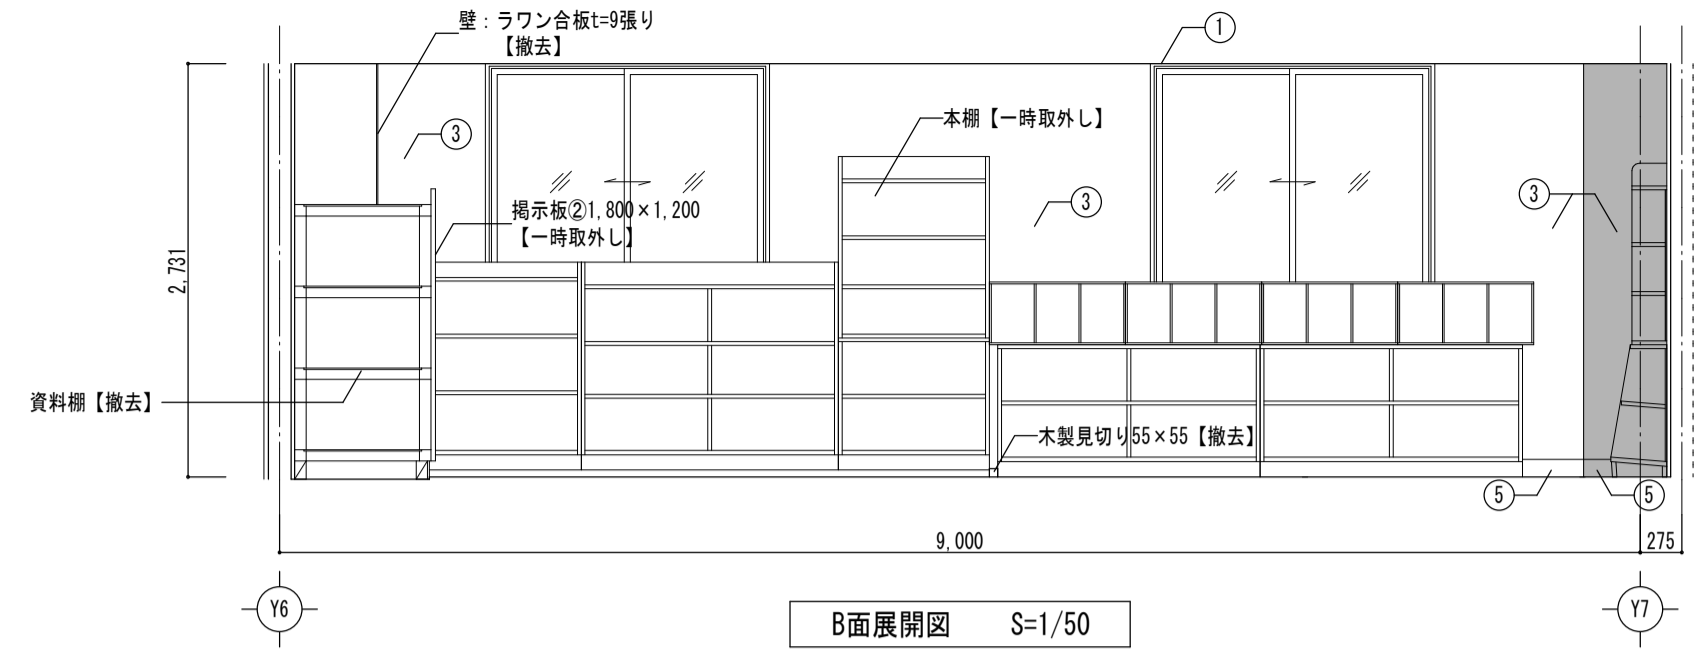 壁：ラワン合板t=9張り
【撤去】
①
③
本棚【一時取外し】
掲示板②1,800×1,200
【一時取外し】
③
③
2,731
資料棚【撤去】
木製見切り55×55【撤去】
⑤
⑤
9,000
275
Y6
Y7
B面展開図 S=1/50